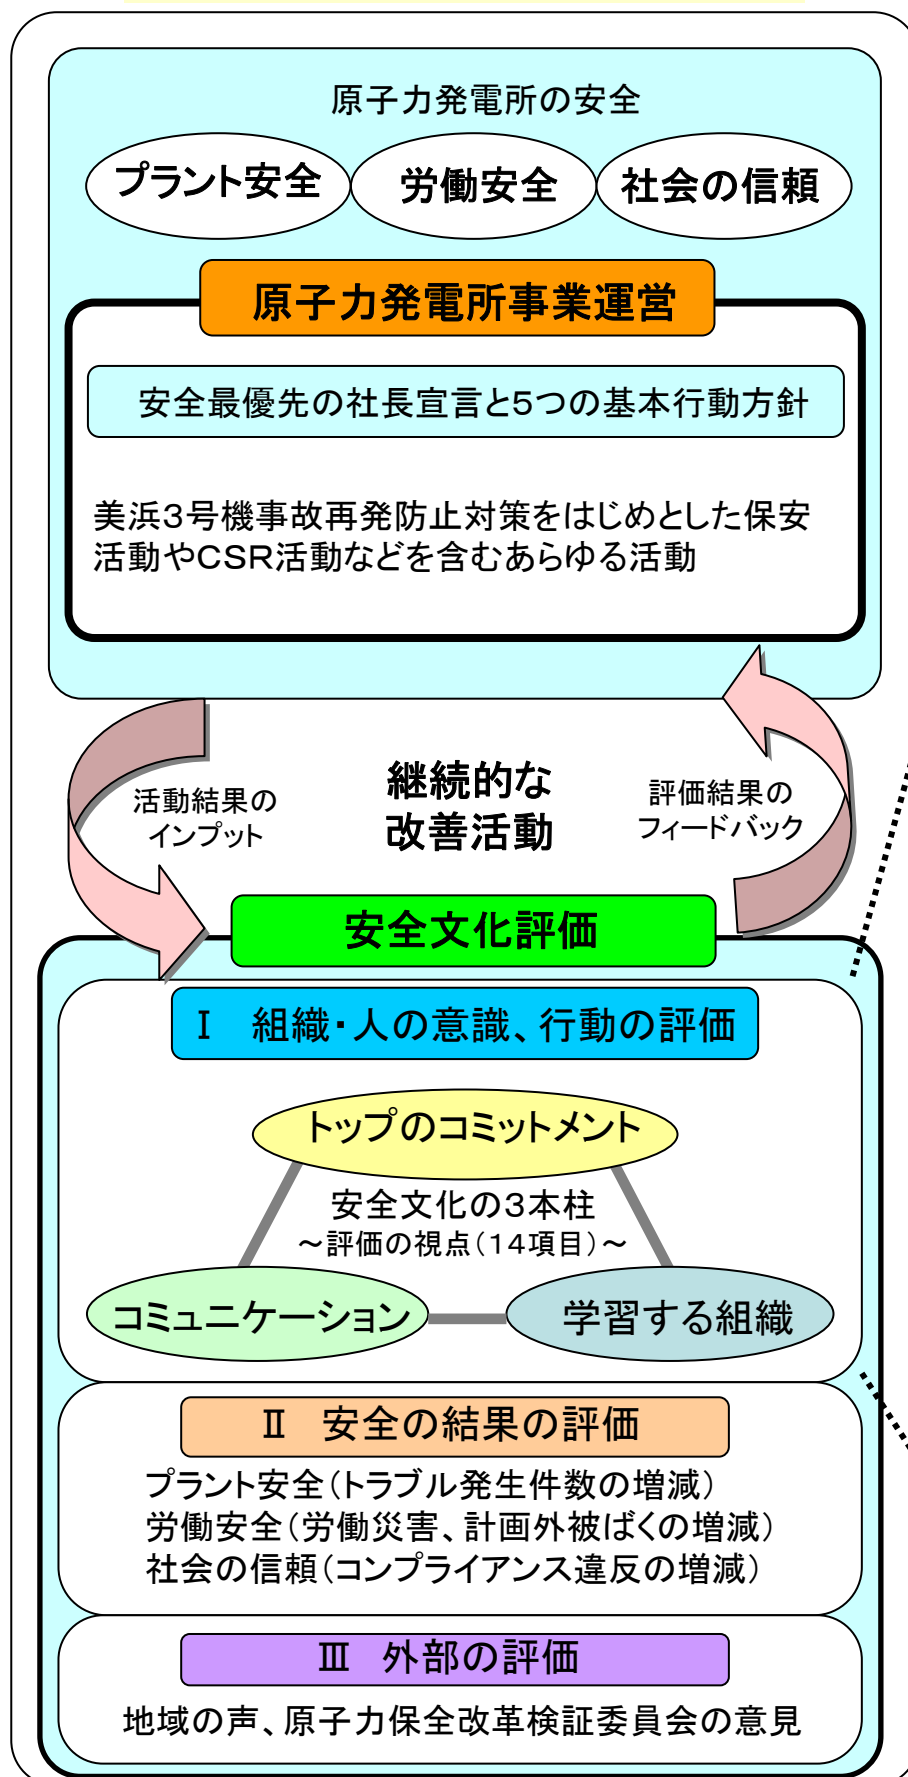 原子力発電所の安全
プラント安全
労働安全
社会の信頼
原子力発電所事業運営
安全最優先の社長宣言と5つの基本行動方針
美浜3号機事故再発防止対策をはじめとした保安
活動やCSR活動などを含むあらゆる活動
活動結果の
インプット
継続的な
改善活動
評価結果の
フィードバック
安全文化評価
Ⅰ　組織・人の意識、行動の評価
トップのコミットメント
安全文化の3本柱
～評価の視点(14項目)～
コミュニケーション
学習する組織
Ⅱ　安全の結果の評価
プラント安全(トラブル発生件数の増減)
労働安全(労働災害、計画外被ばくの増減)
社会の信頼(コンプライアンス違反の増減)
Ⅲ　外部の評価
地域の声、原子力保全改革検証委員会の意見